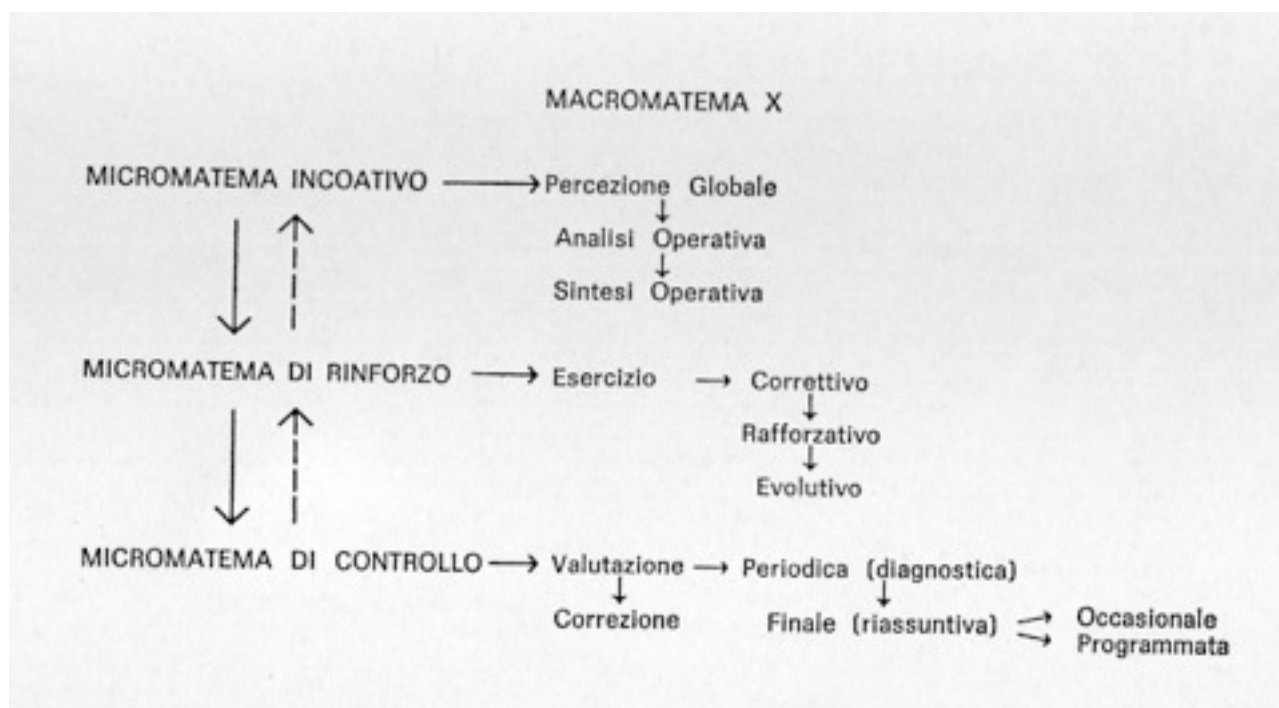 MACROMATEMA X
MICROMATEMA INCOATIVO Percezione Globale
Analisi Operativa
Sintesi Operativa
MICROMATEMA DI RINFORZO Esercizio Correttivo
Rafforzativo
Evolutivo
MICROMATEMA DI CONTROLLO Valutazione Periodica (diagnostica)
Correzione Finale (riassuntiva) Occasionale
Programmata